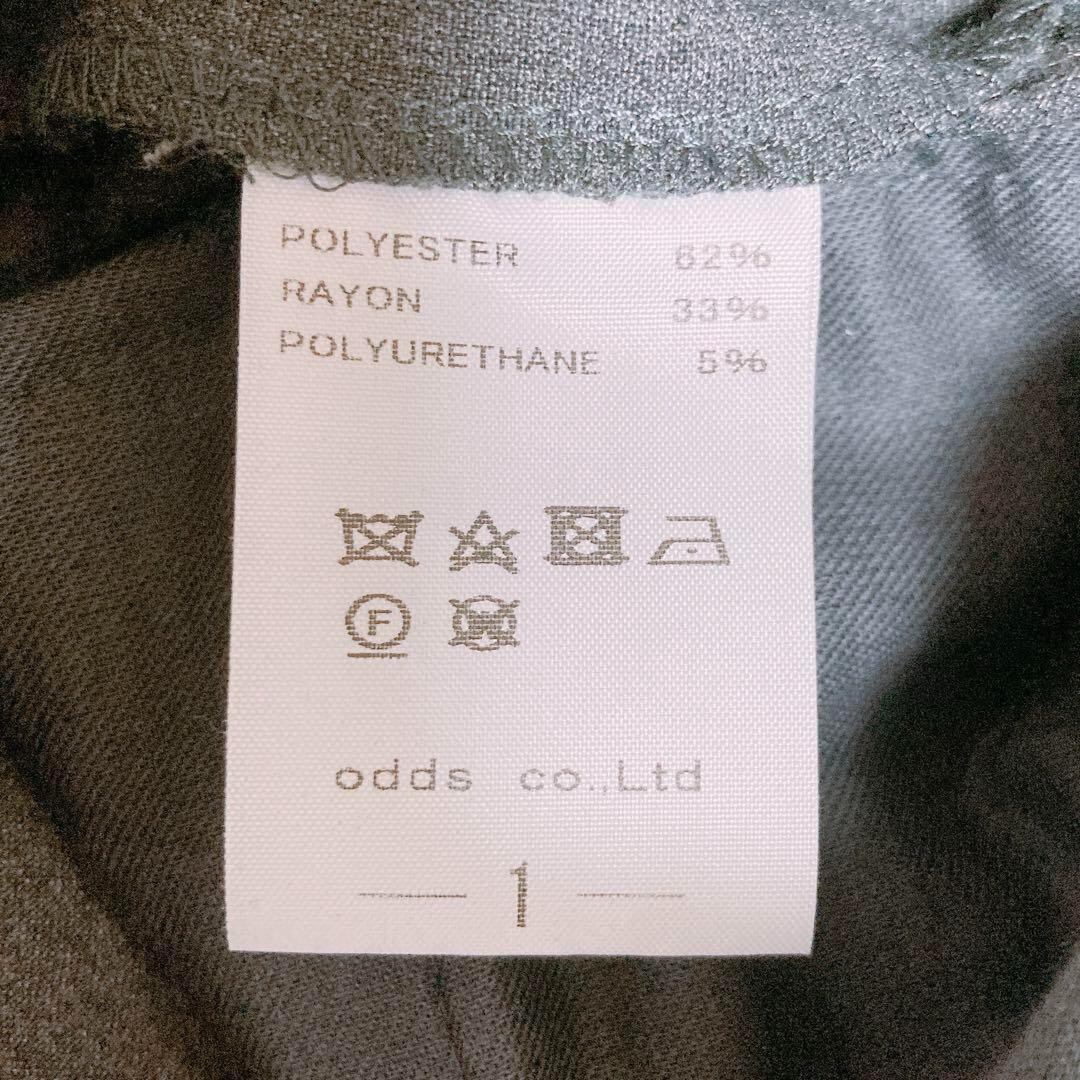 POLYESTER 62%
RAYON 33%
POLYURETHANE 5%
F
odds co.,Ltd
1